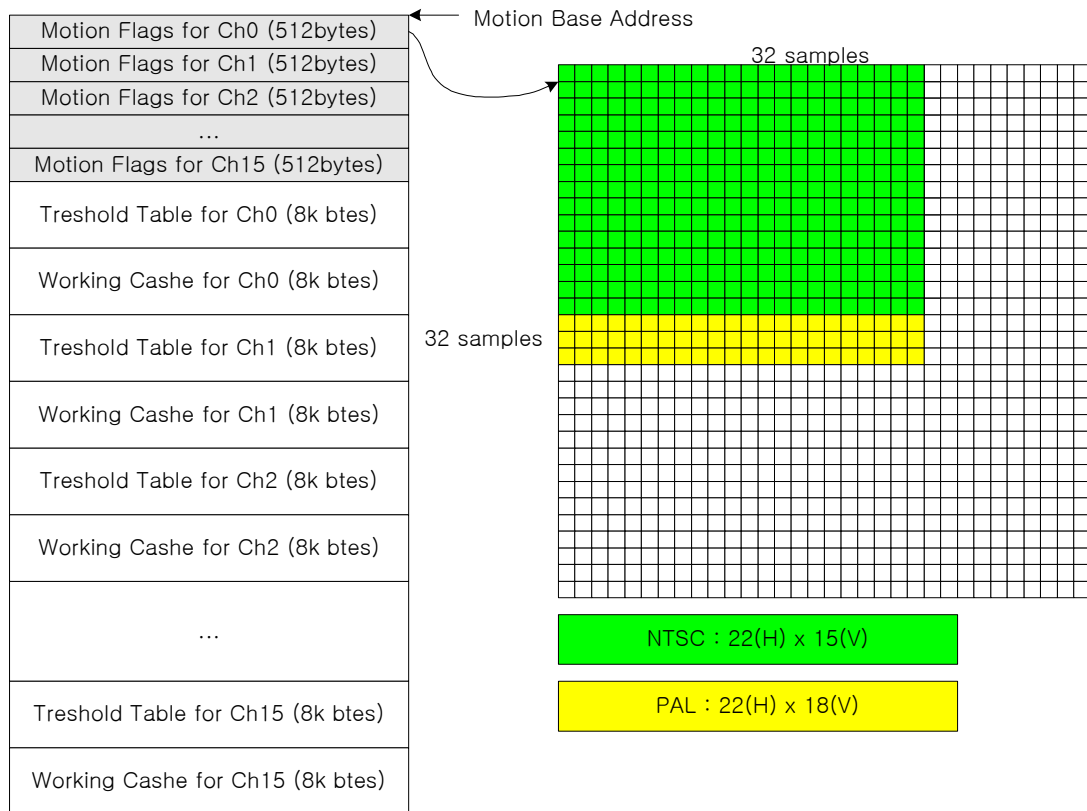 Motion Base Address
Motion Flags for Ch0 (512bytes)
Motion Flags for Ch1 (512bytes)
Motion Flags for Ch2 (512bytes)
...
Motion Flags for Ch15 (512bytes)
Treshold Table for Ch0 (8k btes)
Working Cashe for Ch0 (8k btes)
Treshold Table for Ch1 (8k btes)
Working Cashe for Ch1 (8k btes)
Treshold Table for Ch2 (8k btes)
Working Cashe for Ch2 (8k btes)
...
Treshold Table for Ch15 (8k btes)
Working Cashe for Ch15 (8k btes)
32 samples
32 samples
NTSC : 22(H) x 15(V)
PAL : 22(H) x 18(V)